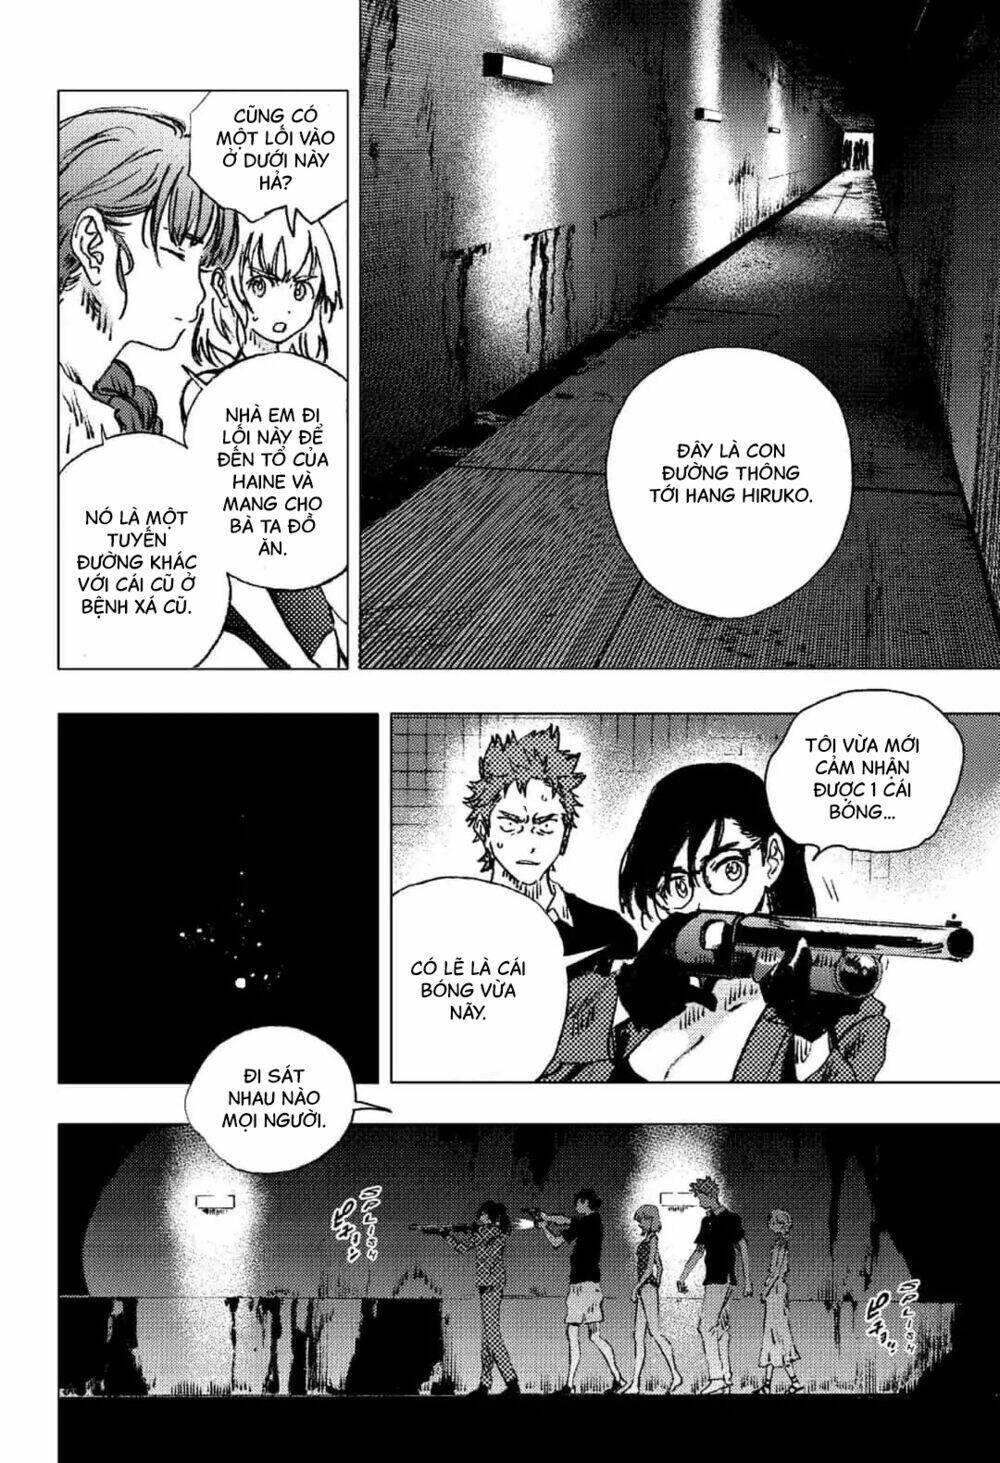 ĐÂY LÀ CON
ĐƯỜNG THÔNG
TỚI HANG HIRUKO.
CŨNG CÓ
MỘT LỐI VÀO
Ở DƯỚI NÀY
HẢ?
NHÀ EM ĐI
LỐI NÀY ĐỂ
ĐẾN TỔ CỦA
HAINE VÀ
MANG CHO
BÀ TA ĐỒ
ĂN.
NÓ LÀ MỘT
TUYẾN
ĐƯỜNG KHÁC
VỚI CÁI CŨ Ở
BỆNH XÁ CŨ.
TÔI VỪA MỚI
CẢM NHẬN
ĐƯỢC 1 CÁI
BÓNG...
CÓ LẼ LÀ CÁI
BÓNG VỪA
NÃY.
ĐI SÁT
NHAU NÀO
MỌI NGƯỜI.